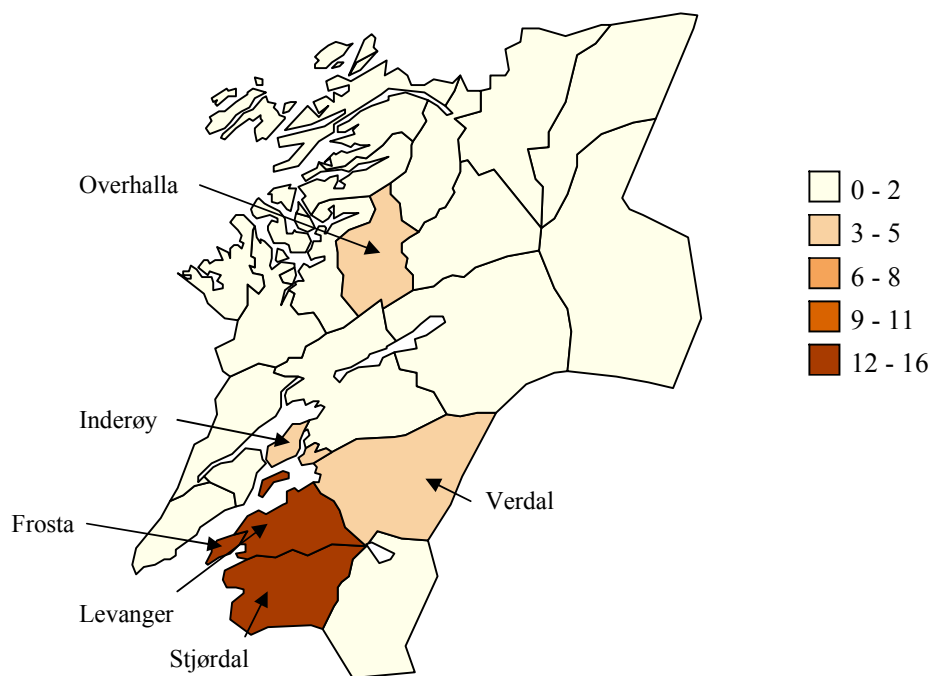 Overhalla
0 - 2
3 - 5
6 - 8
9 - 11
12 - 16
Inderøy
Verdal
Frosta
Levanger
Stjørdal